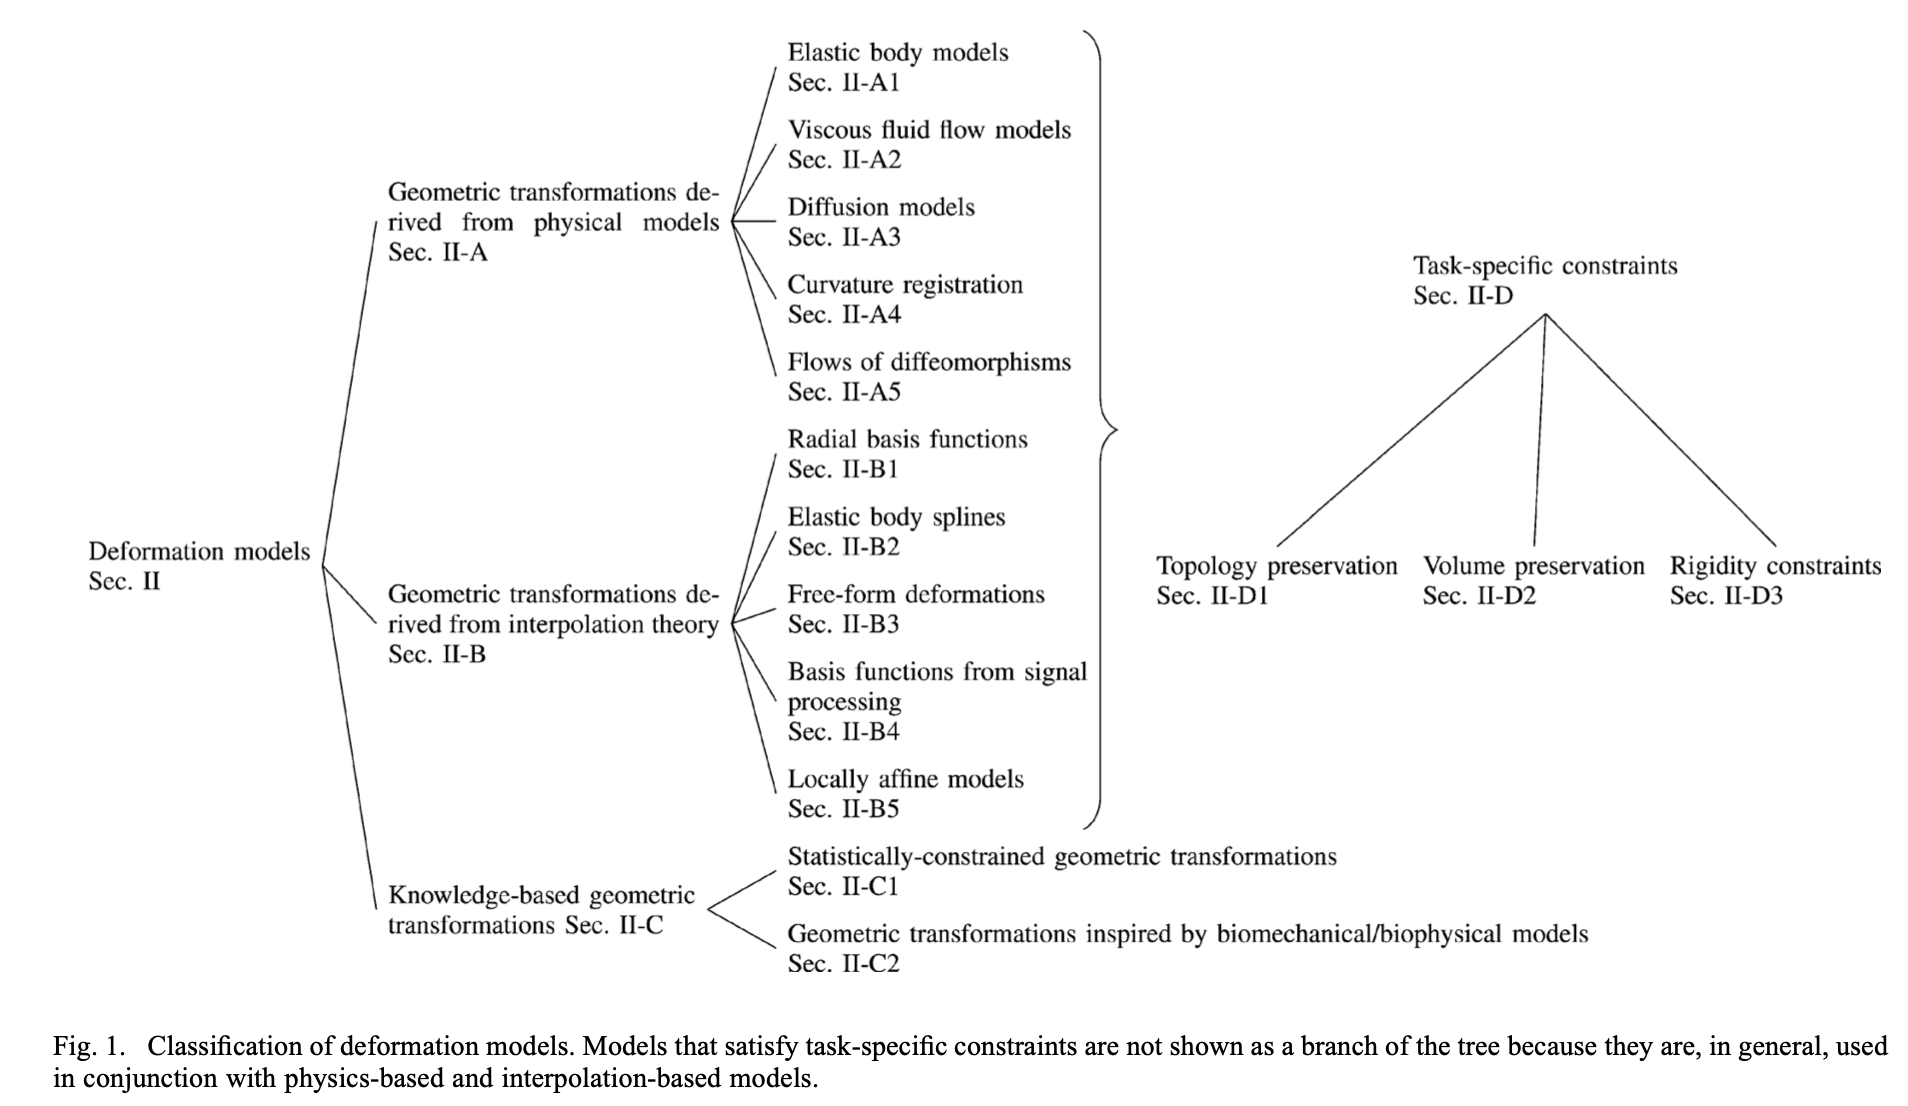 Elastic body models
Sec. II-A1
Viscous fluid flow models
Sec. II-A2
Geometric transformations de-
rived from physical models
Sec. II-A
Diffusion models
Sec. II-A3
Curvature registration
Sec. II-A4
Flows of diffeomorphisms
Sec. II-A5
Radial basis functions
Sec. II-B1
Elastic body splines
Sec. II-B2
Deformation models
Sec. II
Geometric transformations de-
rived from interpolation theory
Sec. II-B
Free-form deformations
Sec. II-B3
Basis functions from signal
processing
Sec. II-B4
Locally affine models
Sec. II-B5
Knowledge-based geometric
transformations Sec. II-C
Statistically-constrained geometric transformations
Sec. II-C1
Geometric transformations inspired by biomechanical/biophysical models
Sec. II-C2
Task-specific constraints
Sec. II-D
Topology preservation
Sec. II-D1
Volume preservation
Sec. II-D2
Rigidity constraints
Sec. II-D3
Fig. 1. Classification of deformation models. Models that satisfy task-specific constraints are not shown as a branch of the tree because they are, in general, used
in conjunction with physics-based and interpolation-based models.